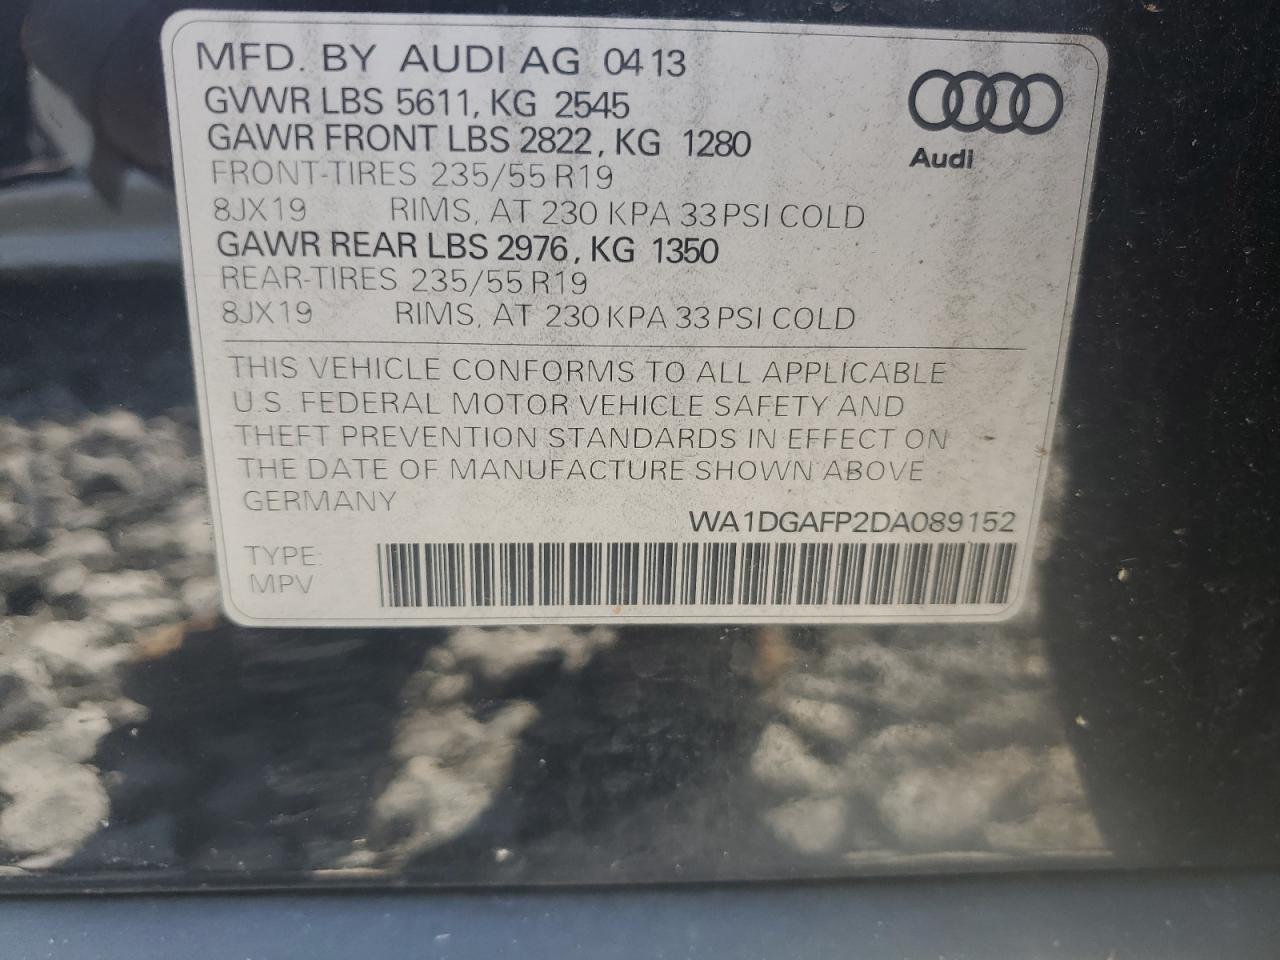 MFD. BY AUDI AG 0413
GVWR LBS 5611, KG 2545
GAWR FRONT LBS 2822, KG 1280
FRONT-TIRES 235/55 R19
8JX19 RIMS, AT 230 KPA 33 PSI COLD
GAWR REAR LBS 2976, KG 1350
REAR-TIRES 235/55 R19
8JX19 RIMS, AT 230 KPA 33 PSI COLD
Audi
THIS VEHICLE CONFORMS TO ALL APPLICABLE
U.S. FEDERAL MOTOR VEHICLE SAFETY AND
THEFT PREVENTION STANDARDS IN EFFECT ON
THE DATE OF MANUFACTURE SHOWN ABOVE
GERMANY
WA1DGAFP2DA089152
TYPE:
MPV